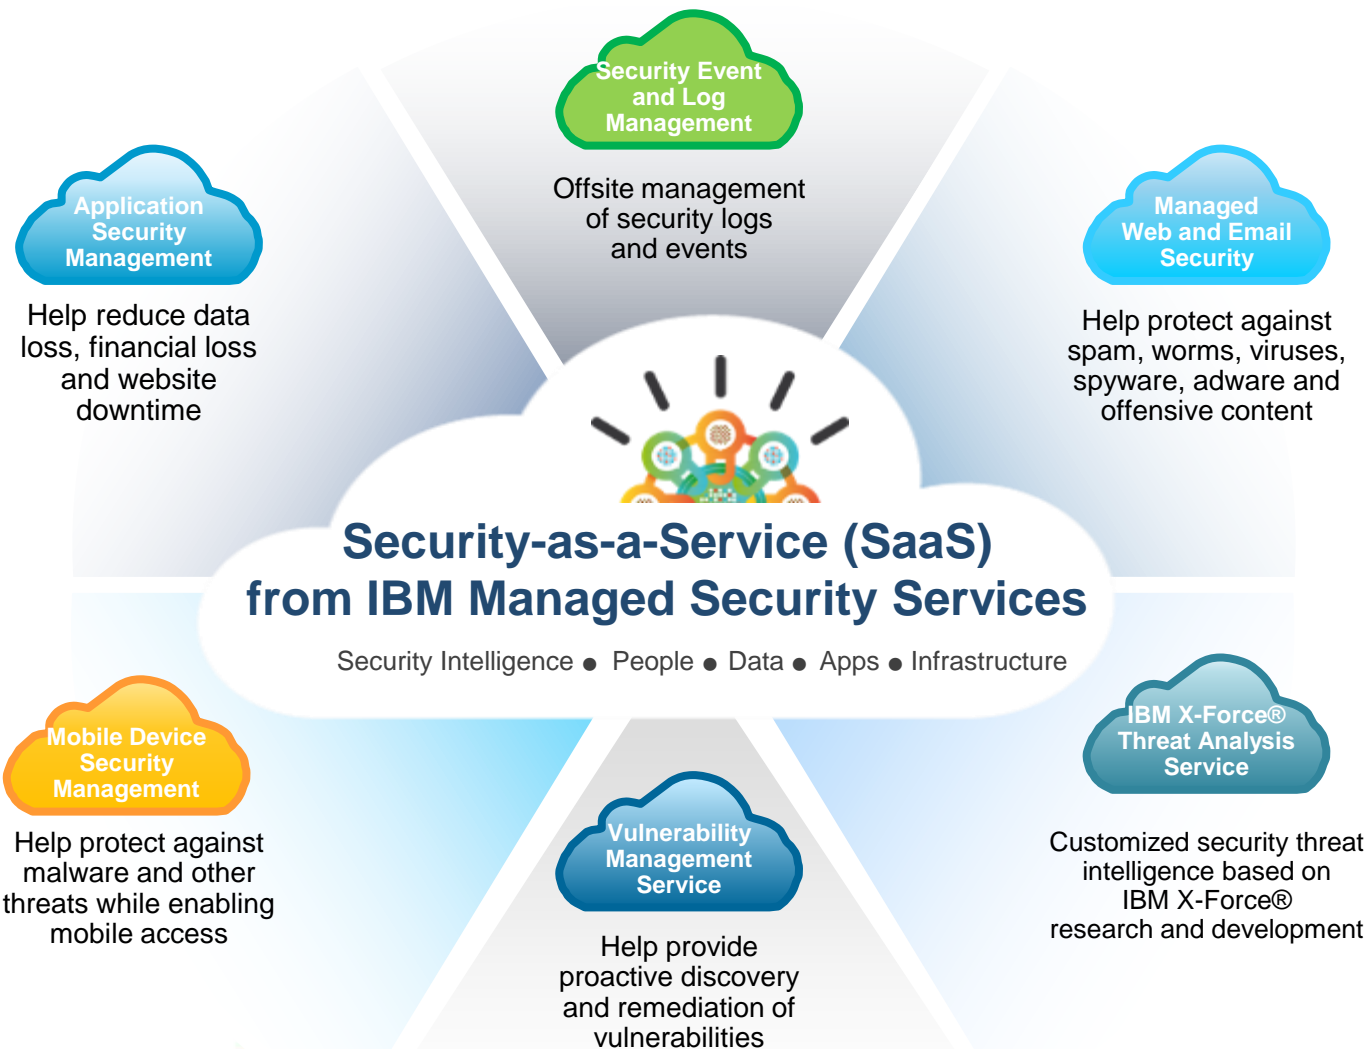 Security Event
and Log
Management
Offsite management
of security logs
and events
Application
Security
Management
Help reduce data
loss, financial loss
and website
downtime
Managed
Web and Email
Security
Help protect against
spam, worms, viruses,
spyware, adware and
offensive content
Security-as-a-Service (SaaS)
from IBM Managed Security Services
Security Intelligence ● People ● Data ● Apps ● Infrastructure
Mobile Device
Security
Management
Help protect against
malware and other
threats while enabling
mobile access
Vulnerability
Management
Service
Help provide
proactive discovery
and remediation of
vulnerabilities
IBM X-Force®
Threat Analysis
Service
Customized security threat
intelligence based on
IBM X-Force®
research and development